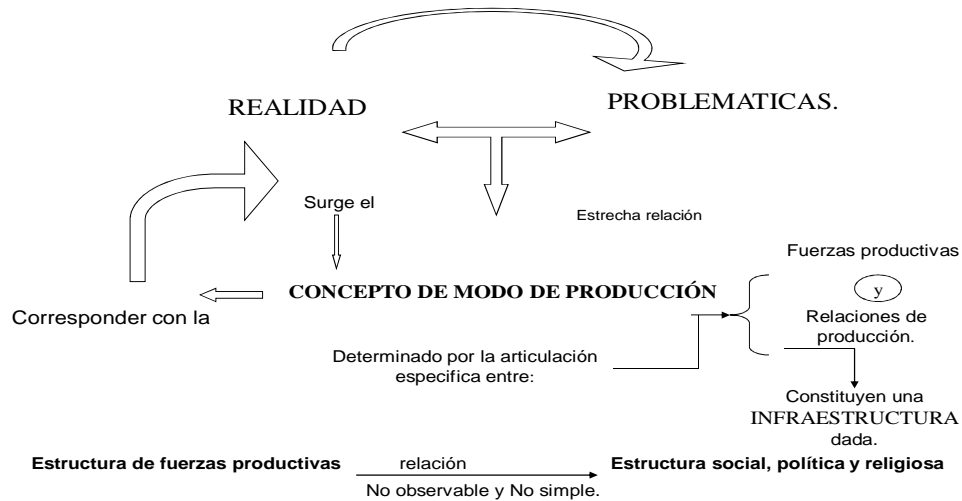 REALIDAD
PROBLEMATICAS.
Surge el
Estrecha relación
Fuerzas productivas
y
Relaciones de
producción.
CONCEPTO DE MODO DE PRODUCCIÓN
Corresponder con la
Determinado por la articulación
especifica entre:
Constituyen una
INFRAESTRUCTURA
dada.
Estructura de fuerzas productivas
relación
No observable y No simple.
Estructura social, política y religiosa